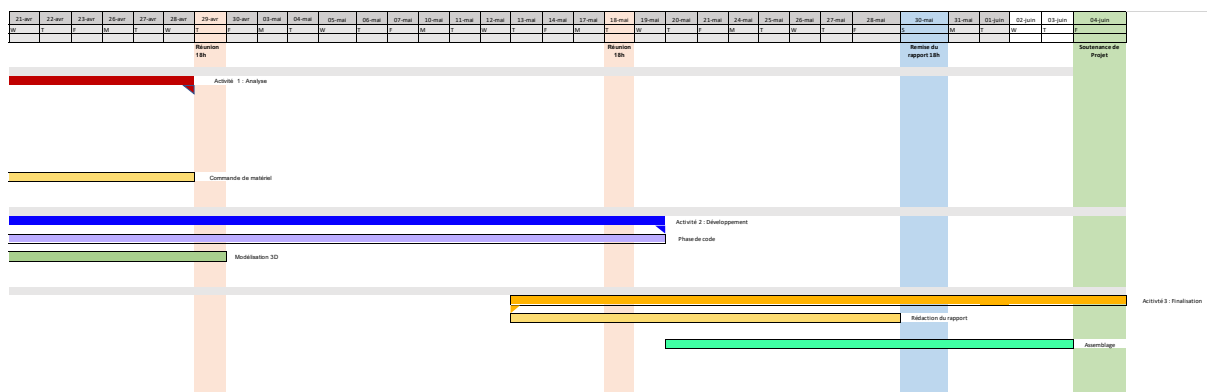 21-avr 22-avr 23-avr 27-avr 28-avr 29-avr 30-avr 03-mai 04-mai 05-mai 06-mai 07-mai 10-mai 11-mai 12-mai 13-mai 14-mai 17-mai 18-mai 19-mai 20-mai 21-mai 24-mai 25-mai 26-mai 27-mai 28-mai 30-mai 31-mai 01-juin 02-juin 03-juin 04-juin
W T F M W T F M T W T F M T W T F M T W T F M T W T F S M T W T F
Réunion Réunion Remise du Soutenance de
18h 18h rapport 18h Projet
Activité 1 : Analyse
Commande de matériel
Activité 2 : Développement
Phase de code
Modélisation 3D
Acitivité 3 : Finalisation
Rédaction du rapport
Assemblage